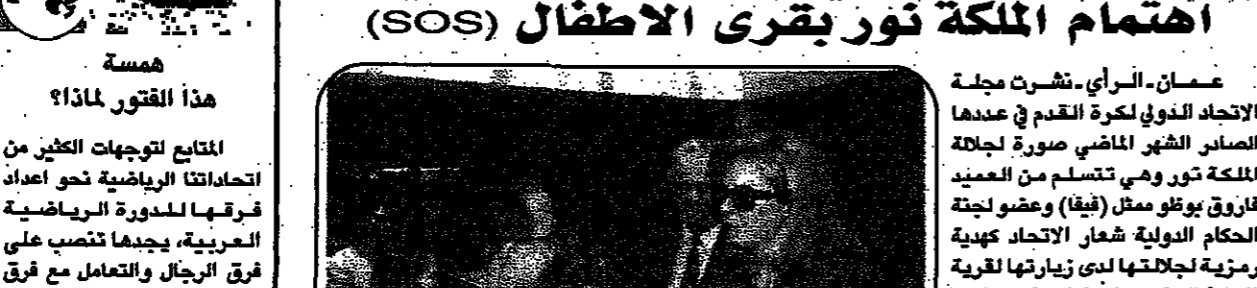 اهتمام الملكة نور بقرى الاطفال (SOS)
عمان - الرأي - نشرت مجلة
الاتحاد الدولي لكرة القدم في عددها
الصادر الشهر الماضي صورة لجلالة
الملكة نور وهي تتسلم من العميد
فاروق بوظو ممثل (فيفا) وعضو لجنة
الحكام الدولية شعار الاتحاد كهدية
رمزية لجلالتها لدى زيارتها لقرية
همسة
هذا الفتور لماذا؟
المتابع لتوجهات الكثير من
اتحاداتنا الرياضية نحو اعداد
فرقها للدورة الرياضية
العربية، يجدها تنصب على
فرق الرجال والتعامل مع فرق